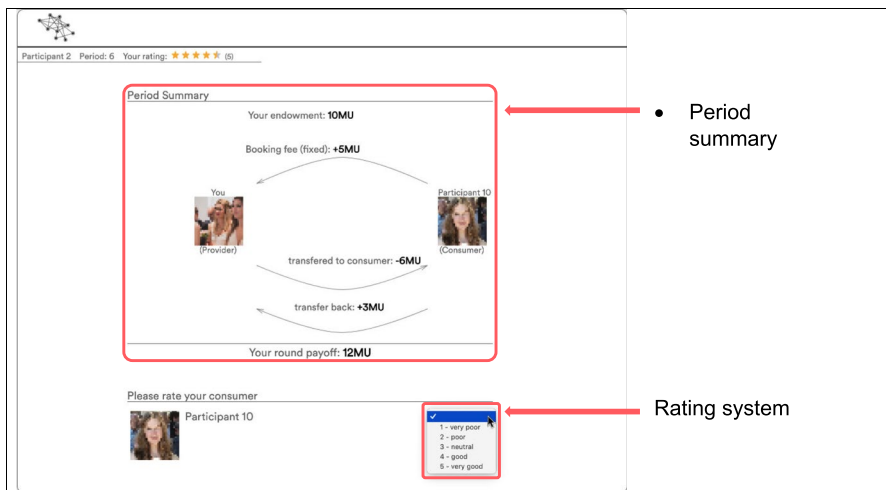 Participant 2 Period: 6 Your rating: ★★★★★ (5)
Period Summary
Your endowment: 10MU
Booking fee (fixed): +5MU
You
Participant 10
(Provider)
(Consumer)
transfered to consumer: -6MU
transfer back: +3MU
Your round payoff: 12MU
Please rate your consumer
Participant 10
✓
1 - very poor
2 - poor
3 - neutral
4 - good
5 - very good
• Period
summary
Rating system